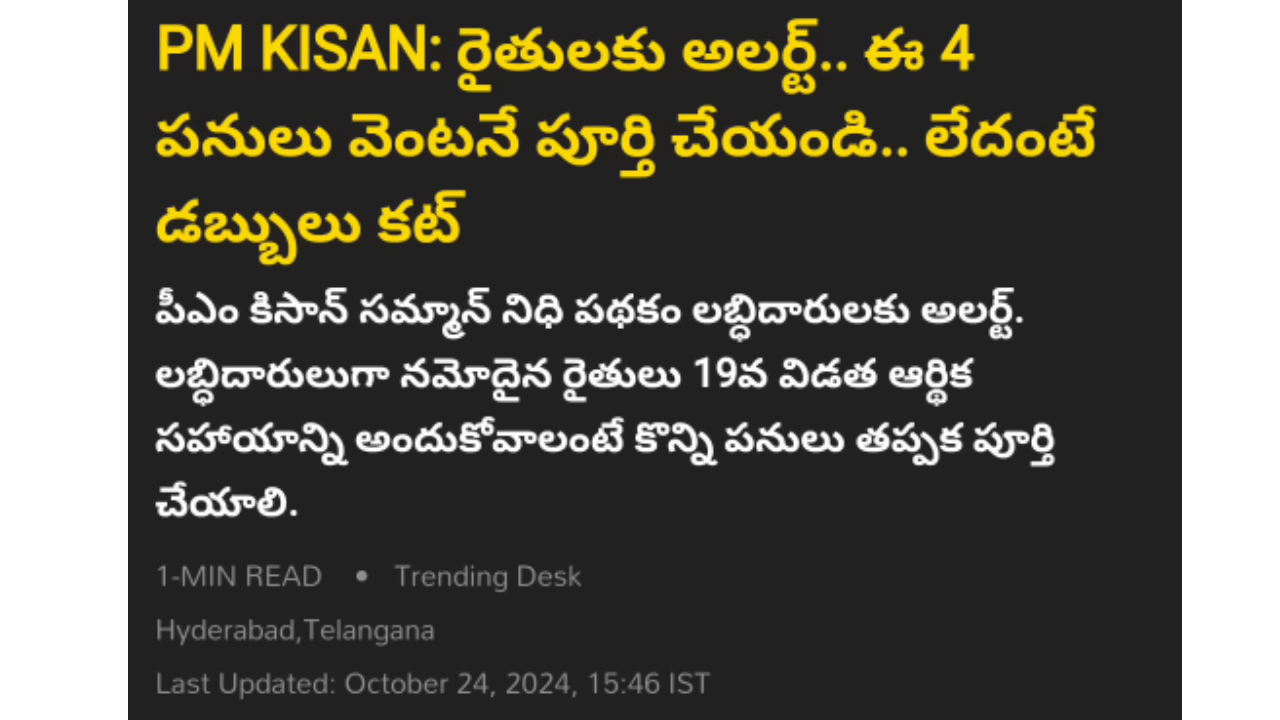 PM KISAN: రైతులకు అలర్ట్.. ఈ 4
పనులు వెంటనే పూర్తి చేయండి.. లేదంటే
డబ్బులు కట్
పీఎం కిసాన్ సమ్మాన్ నిధి పథకం లబ్ధిదారులకు అలర్ట్.
లబ్ధిదారులుగా నమోదైన రైతులు 19వ విడత ఆర్థిక
సహాయాన్ని అందుకోవాలంటే కొన్ని పనులు తప్పక పూర్తి
చేయాలి.
1-MIN READ • Trending Desk
Hyderabad,Telangana
Last Updated: October 24, 2024, 15:46 IST